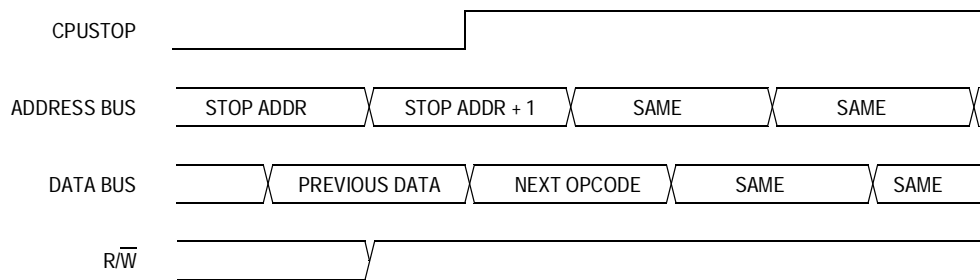 CPUSTOP
ADDRESS BUS STOP ADDR STOP ADDR + 1 SAME SAME
DATA BUS PREVIOUS DATA NEXT OPCODE SAME SAME
R/W̅